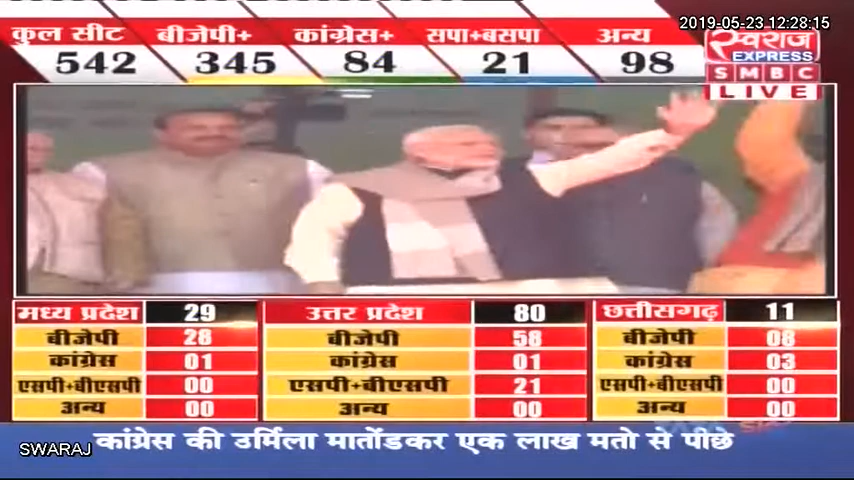 2019-05-23 12:28:15
कुल सीट बीजेपी+ कांग्रेस+ सपा+बसपा अन्य
542 345 84 21 98
स्वराज
EXPRESS
SMBC
LIVE
मध्य प्रदेश 29
बीजेपी 28
कांग्रेस 01
एसपी+बीएसपी 00
अन्य 00
उत्तर प्रदेश 80
बीजेपी 58
कांग्रेस 01
एसपी+बीएसपी 21
अन्य 00
छत्तीसगढ़ 11
बीजेपी 08
कांग्रेस 03
एसपी+बीएसपी 00
अन्य 00
कांग्रेस की उर्मिला मातोंडकर एक लाख मतो से पीछे
SWARAJ